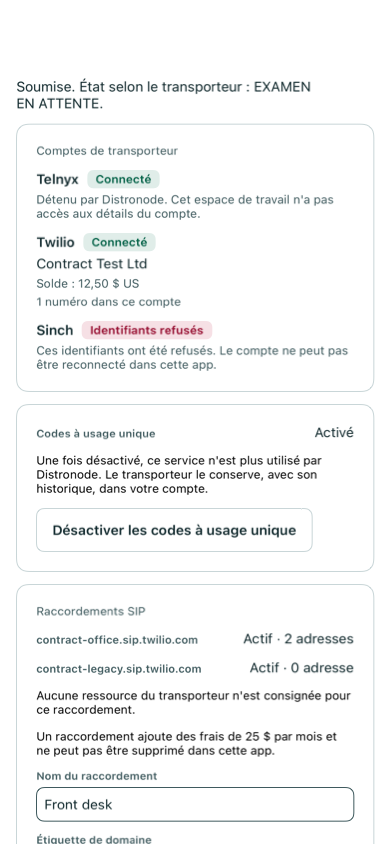 Soumise. État selon le transporteur : EXAMEN
EN ATTENTE.
Comptes de transporteur
Telnyx Connecté
Détenu par Distronode. Cet espace de travail n'a pas
accès aux détails du compte.
Twilio Connecté
Contract Test Ltd
Solde : 12,50 $ US
1 numéro dans ce compte
Sinch Identifiants refusés
Ces identifiants ont été refusés. Le compte ne peut pas
être reconnecté dans cette app.
Codes à usage unique Activé
Une fois désactivé, ce service n'est plus utilisé par
Distronode. Le transporteur le conserve, avec son
historique, dans votre compte.
Désactiver les codes à usage unique
Raccordements SIP
contract-office.sip.twilio.com Actif · 2 adresses
contract-legacy.sip.twilio.com Actif · 0 adresse
Aucune ressource du transporteur n'est consignée pour
ce raccordement.
Un raccordement ajoute des frais de 25 $ par mois et
ne peut pas être supprimé dans cette app.
Nom du raccordement
Front desk
Étiquette de domaine